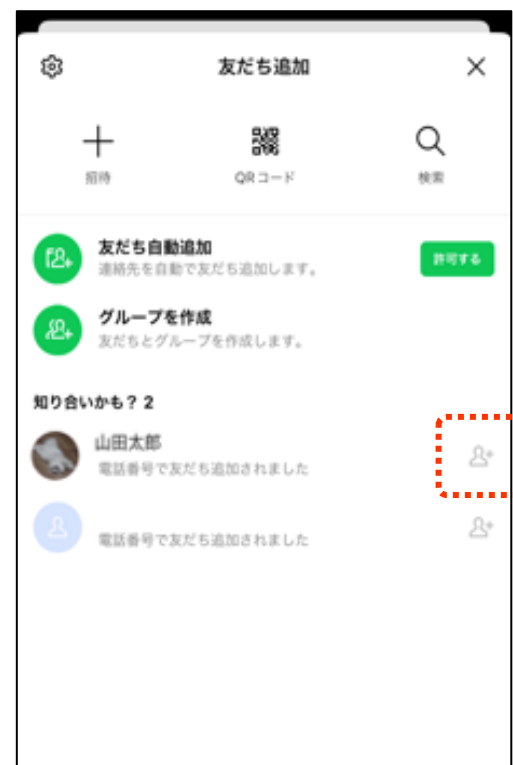 友だち追加
招待
QRコード
検索
友だち自動追加
連絡先を自動で友だち追加します。
許可する
グループを作成
友だちとグループを作成します。
知り合いかも？2
山田太郎
電話番号で友だち追加されました
電話番号で友だち追加されました